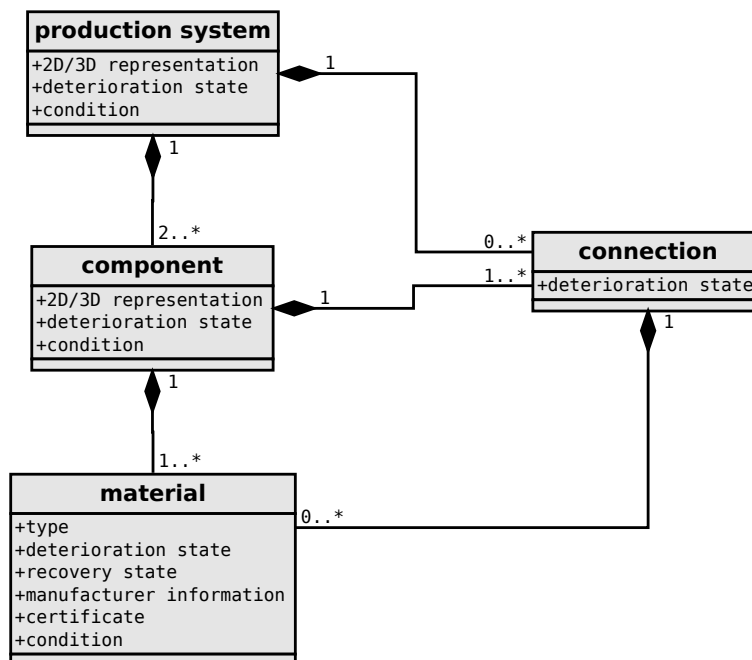 production system
+2D/3D representation
+deterioration state
+condition
1
1
2..*
component
+2D/3D representation
+deterioration state
+condition
1
1
0..*
1..*
connection
+deterioration state
1
1..*
0..*
material
+type
+deterioration state
+recovery state
+manufacturer information
+certificate
+condition